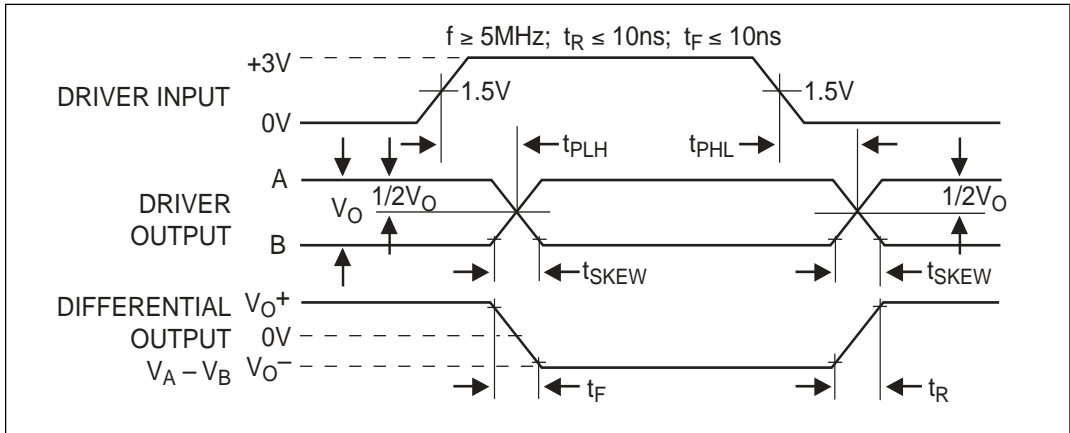 f ≥ 5MHz; t_R ≤ 10ns; t_F ≤ 10ns
+3V
DRIVER INPUT
1.5V
1.5V
0V
t_PLH
t_PHL
A
DRIVER
OUTPUT
V_O
1/2V_O
1/2V_O
B
t_SKEW
t_SKEW
DIFFERENTIAL
OUTPUT
V_A – V_B
V_O+
0V
V_O–
t_F
t_R